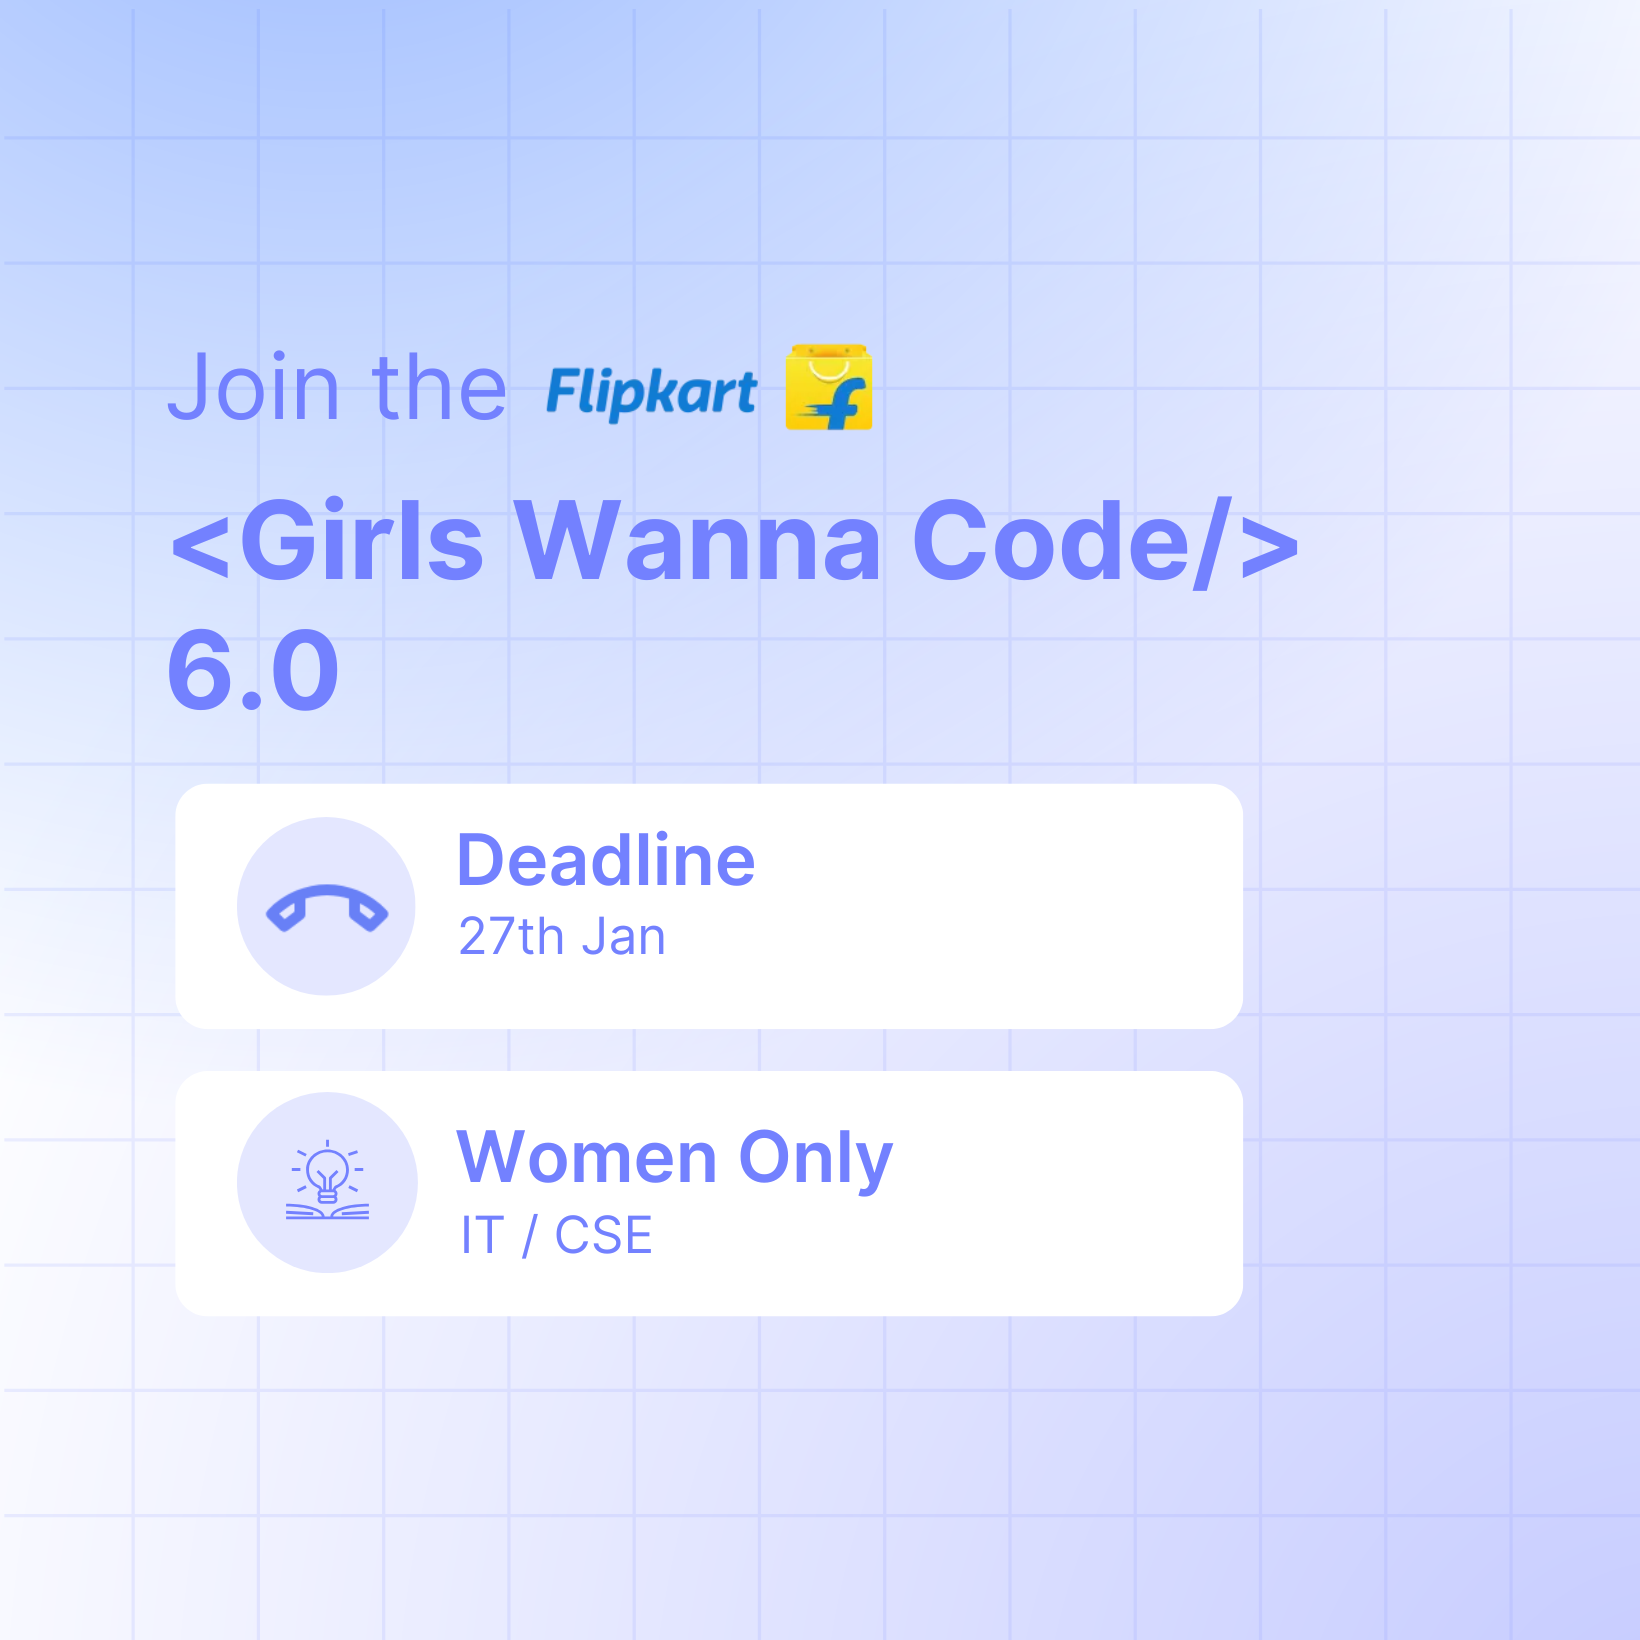 Join the Flipkart
<Girls Wanna Code/>
6.0
Deadline
27th Jan
Women Only
IT / CSE